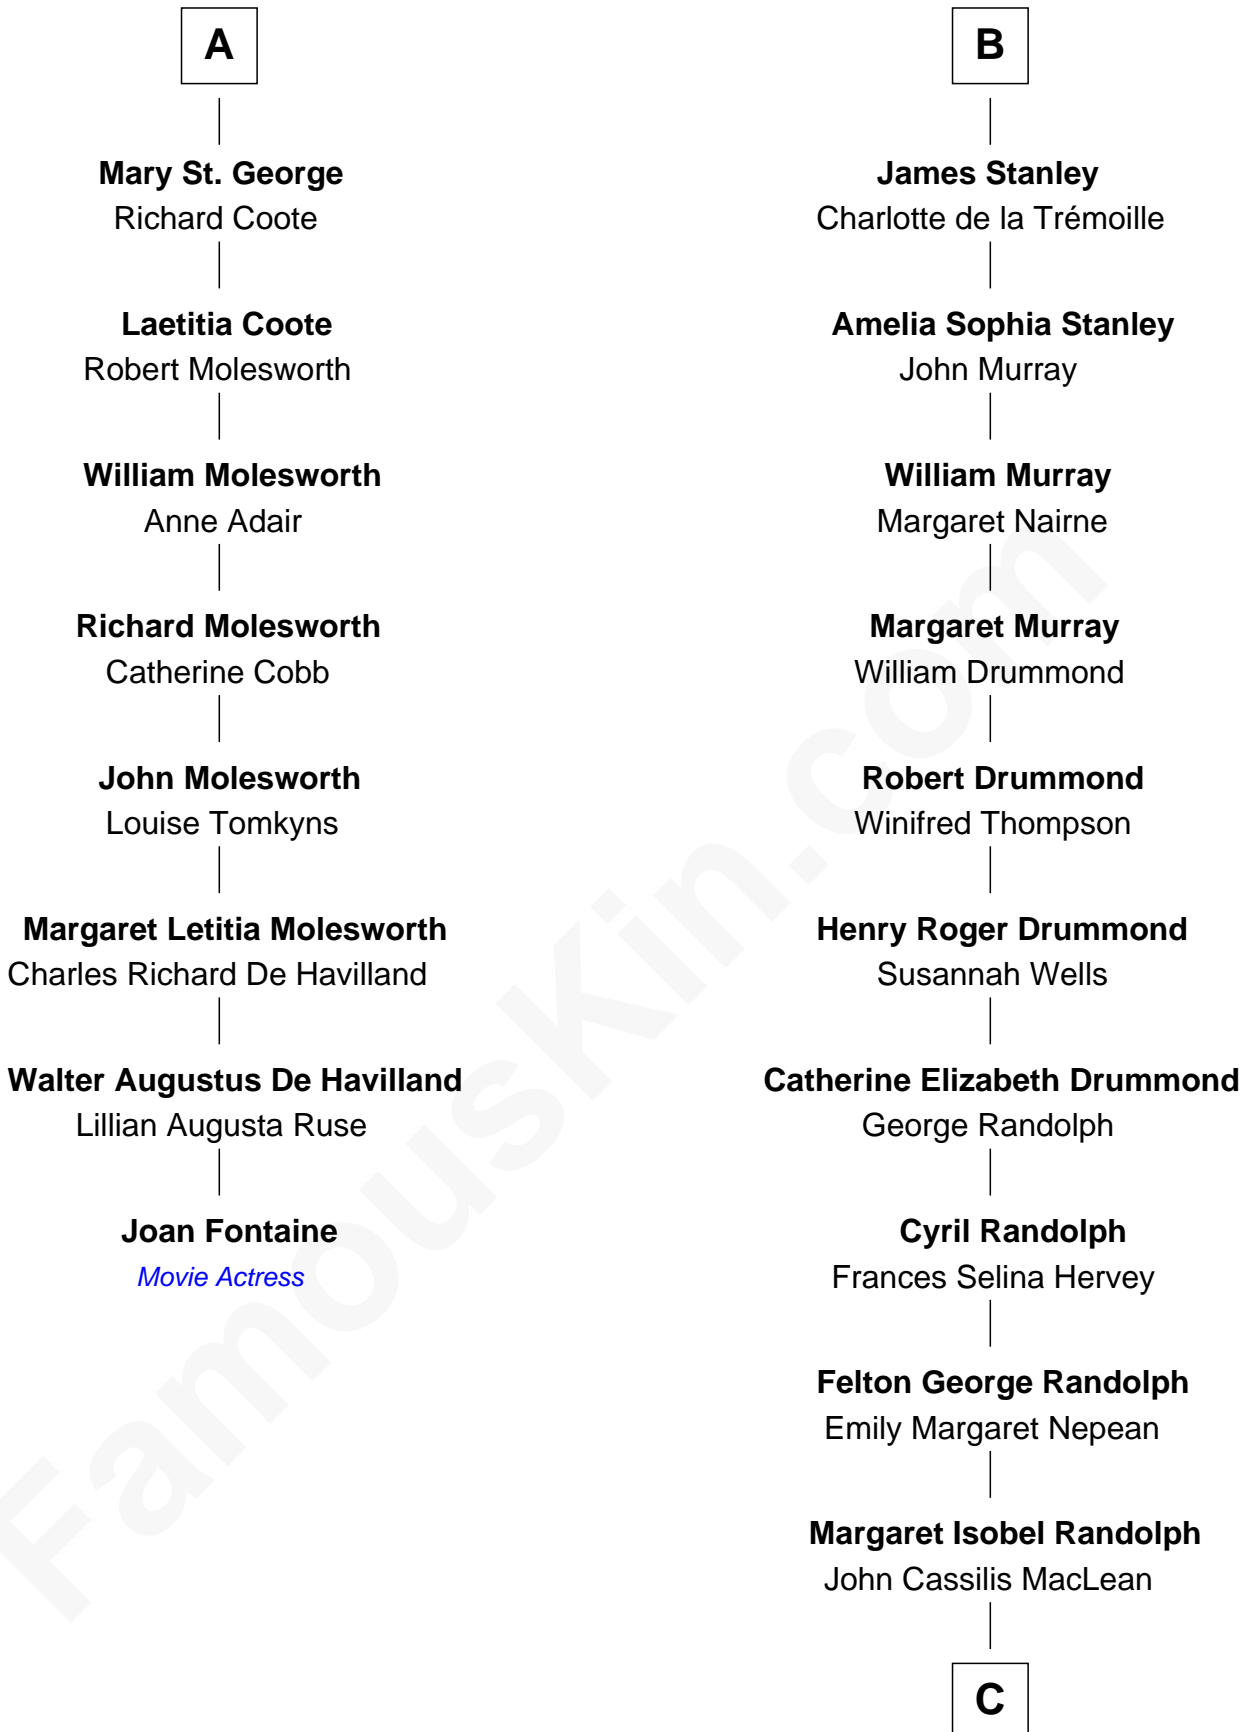 A
Mary St. George
Richard Coote
Laetitia Coote
Robert Molesworth
William Molesworth
Anne Adair
Richard Molesworth
Catherine Cobb
John Molesworth
Louise Tomkyns
Margaret Letitia Molesworth
Charles Richard De Havilland
Walter Augustus De Havilland
Lillian Augusta Ruse
Joan Fontaine
Movie Actress
B
James Stanley
Charlotte de la Trémoille
Amelia Sophia Stanley
John Murray
William Murray
Margaret Nairne
Margaret Murray
William Drummond
Robert Drummond
Winifred Thompson
Henry Roger Drummond
Susannah Wells
Catherine Elizabeth Drummond
George Randolph
Cyril Randolph
Frances Selina Hervey
Felton George Randolph
Emily Margaret Nepean
Margaret Isobel Randolph
John Cassilis MacLean
C
FamousKin.com